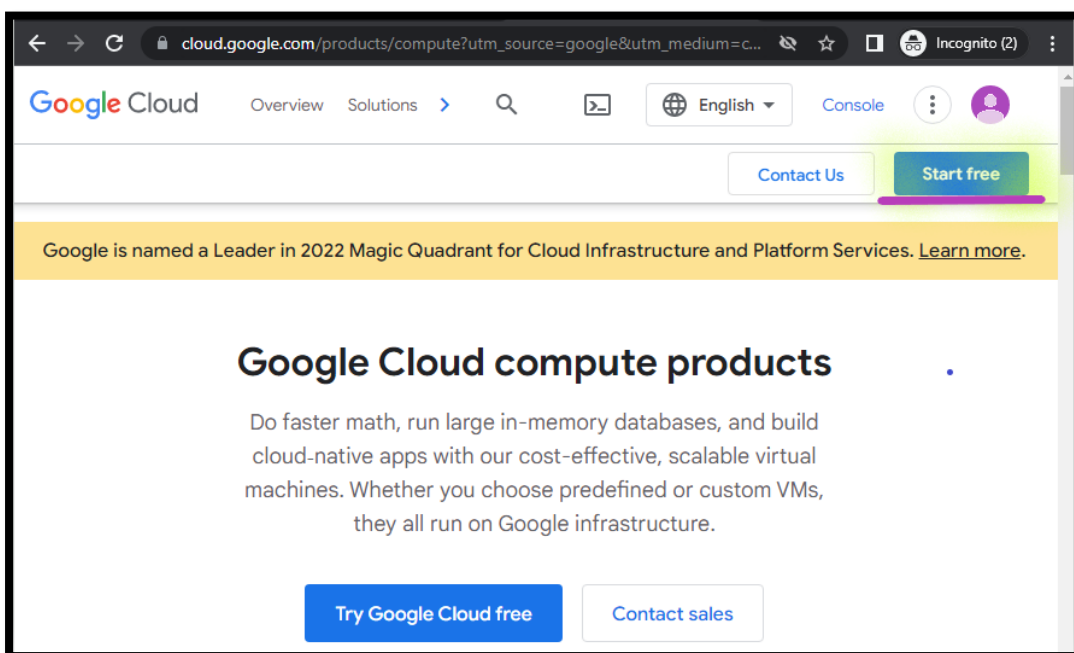 cloud.google.com/products/compute?utm_source=google&utm_medium=c... Incognito (2)
Google Cloud Overview Solutions English Console
Contact Us Start free
Google is named a Leader in 2022 Magic Quadrant for Cloud Infrastructure and Platform Services. Learn more.
Google Cloud compute products
Do faster math, run large in-memory databases, and build
cloud-native apps with our cost-effective, scalable virtual
machines. Whether you choose predefined or custom VMs,
they all run on Google infrastructure.
Try Google Cloud free Contact sales